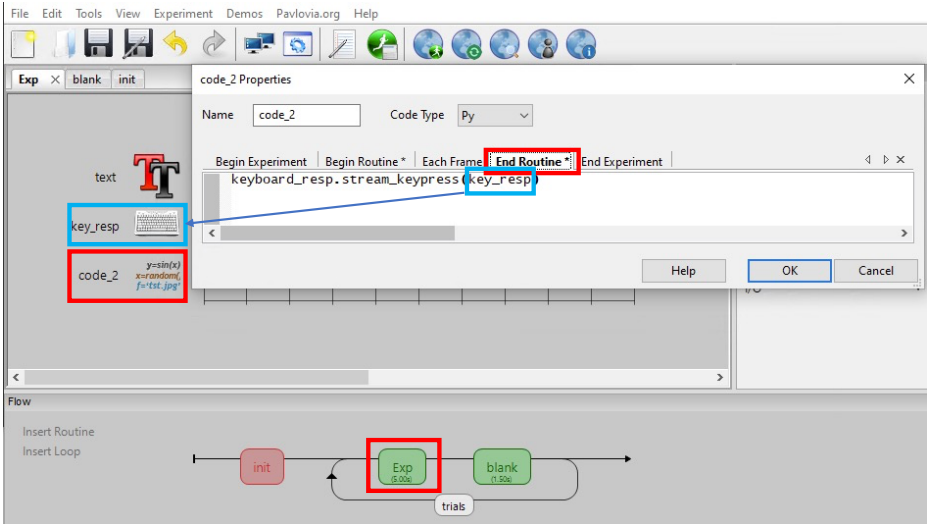 File Edit Tools View Experiment Demos Pavlovia.org Help
Exp × blank init
code_2 Properties ×
Name code_2 Code Type Py
Begin Experiment Begin Routine * Each Frame End Routine * End Experiment
keyboard_resp.stream_keypress(key_resp)
text
key_resp
code_2
y=sin(x)
x=random(,
f="tst.jpg"
Help OK Cancel
I/O
Flow
Insert Routine
Insert Loop
init
Exp
(5.00s)
blank
(1.50s)
trials